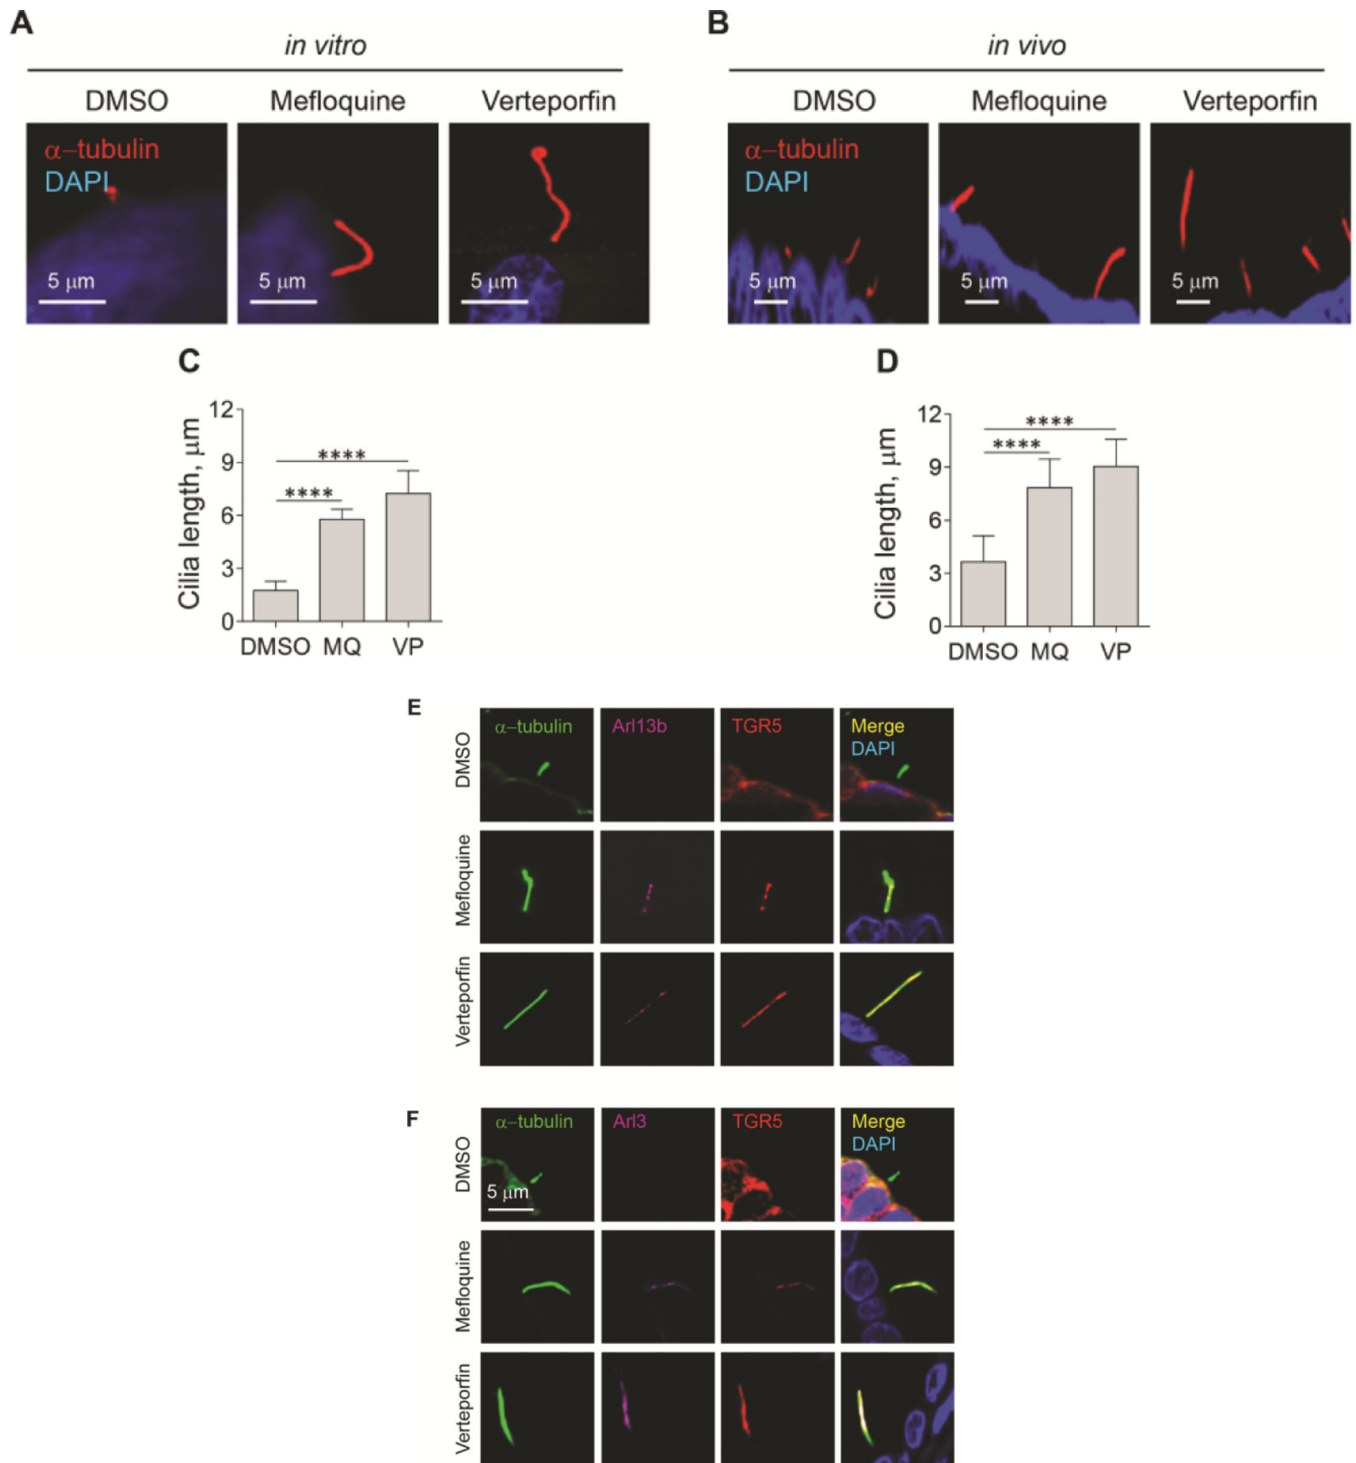 A
in vitro
DMSO Mefloquine Verteporfin
α–tubulin
DAPI
5 μm 5 μm 5 μm
B
in vivo
DMSO Mefloquine Verteporfin
α–tubulin
DAPI
5 μm 5 μm 5 μm
C
Cilia length, μm
12
9
6
3
0
****
****
DMSO MQ VP
D
Cilia length, μm
12
9
6
3
0
****
****
DMSO MQ VP
E
α–tubulin Arl13b TGR5 Merge
DAPI
DMSO
Mefloquine
Verteporfin
F
α–tubulin Arl3 TGR5 Merge
DAPI
DMSO
5 μm
Mefloquine
Verteporfin